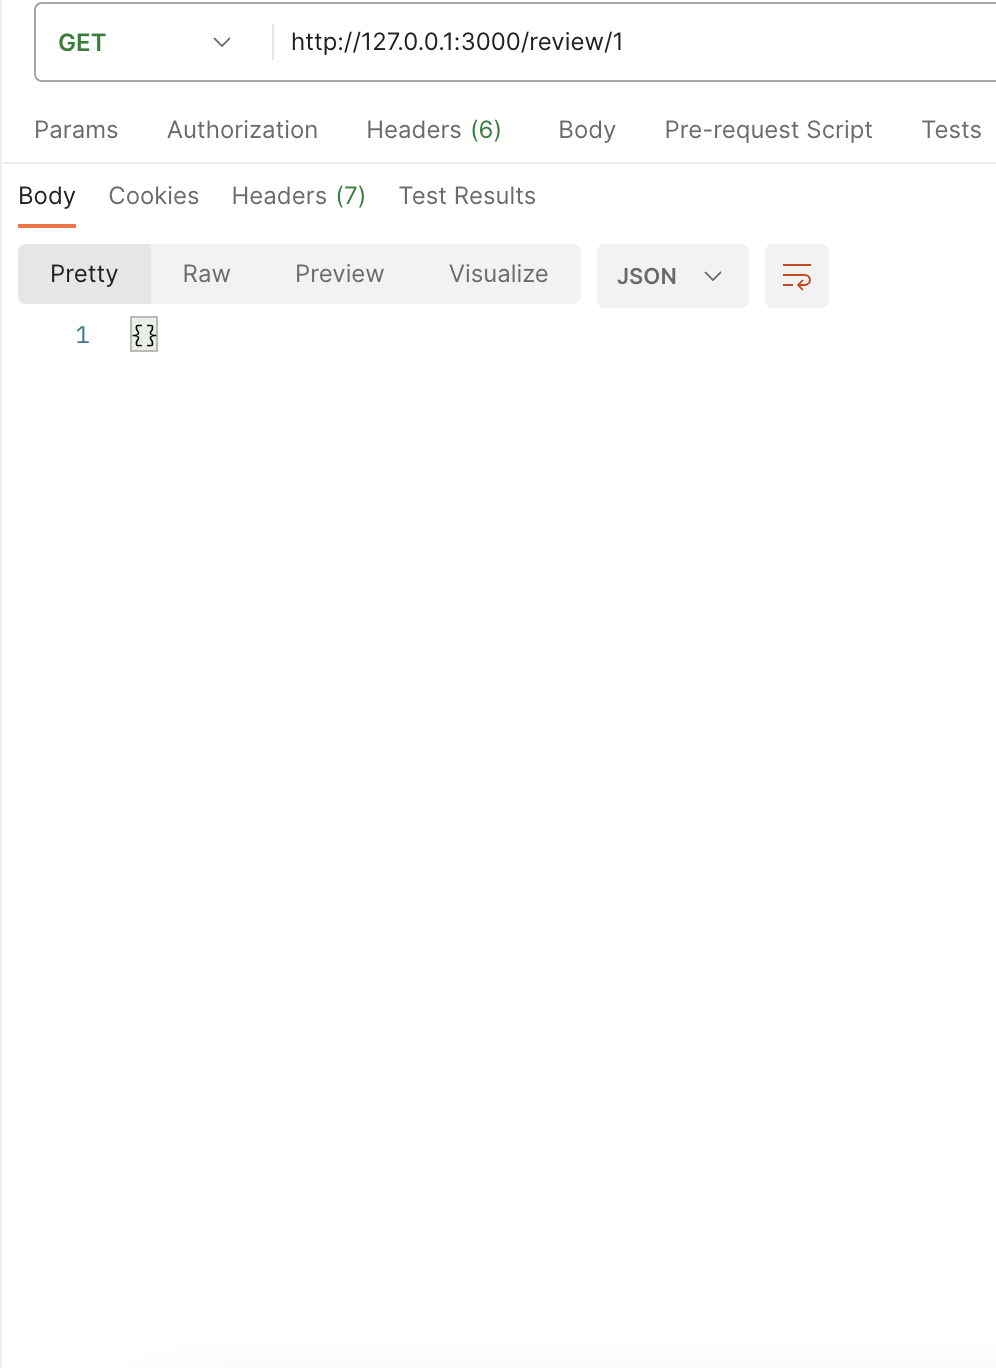 GET http://127.0.0.1:3000/review/1
Params Authorization Headers (6) Body Pre-request Script Tests
Body Cookies Headers (7) Test Results
Pretty Raw Preview Visualize JSON
1 {}